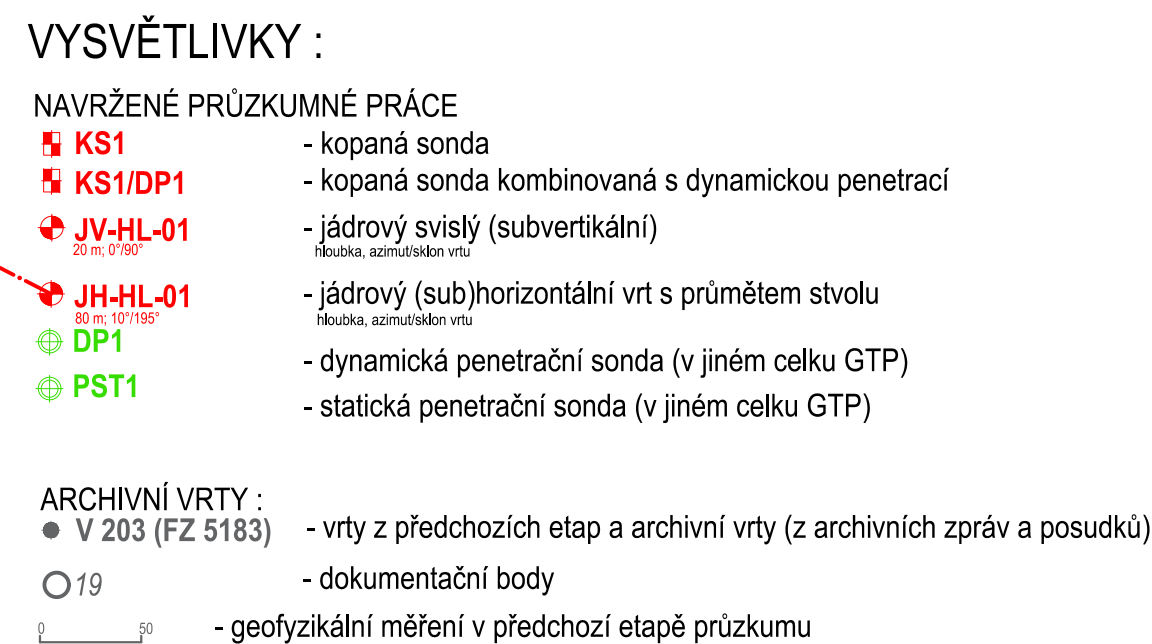 VYSVĚTLIVKY :
NAVRŽENÉ PRŮZKUMNÉ PRÁCE
KS1 - kopaná sonda
KS1/DP1 - kopaná sonda kombinovaná s dynamickou penetrací
JV-HL-01 - jádrový svislý (subvertikální)
20 m; 0°/90° hloubka, azimut/sklon vrtu
JH-HL-01 - jádrový (sub)horizontální vrt s průmětem stvolu
80 m; 10°/195° hloubka, azimut/sklon vrtu
DP1 - dynamická penetrační sonda (v jiném celku GTP)
PST1 - statická penetrační sonda (v jiném celku GTP)
ARCHIVNÍ VRTY :
V 203 (FZ 5183) - vrty z předchozích etap a archivní vrty (z archivních zpráv a posudků)
19 - dokumentační body
0 50 - geofyzikální měření v předchozí etapě průzkumu